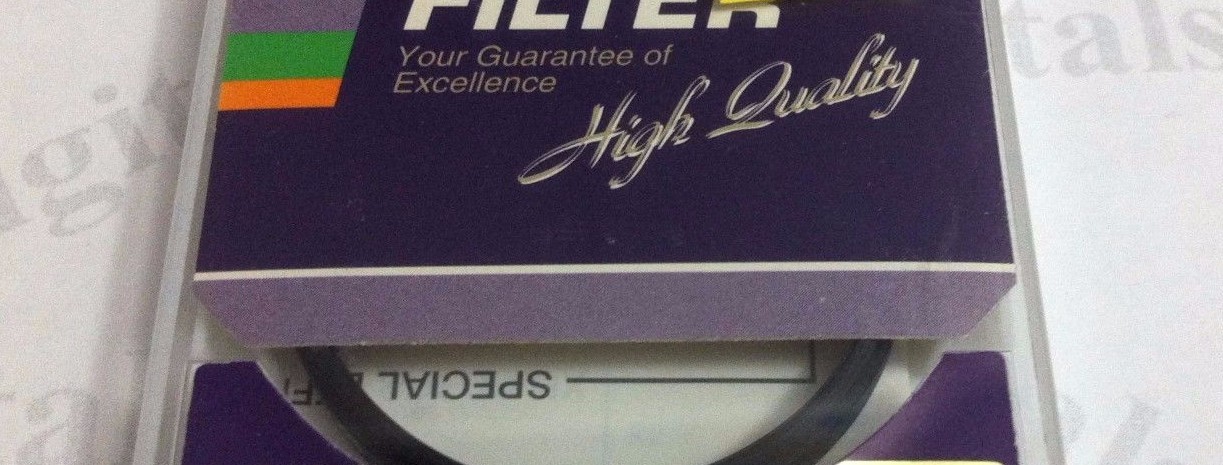 FILTER
Your Guarantee of
Excellence
High Quality
SPECIAL